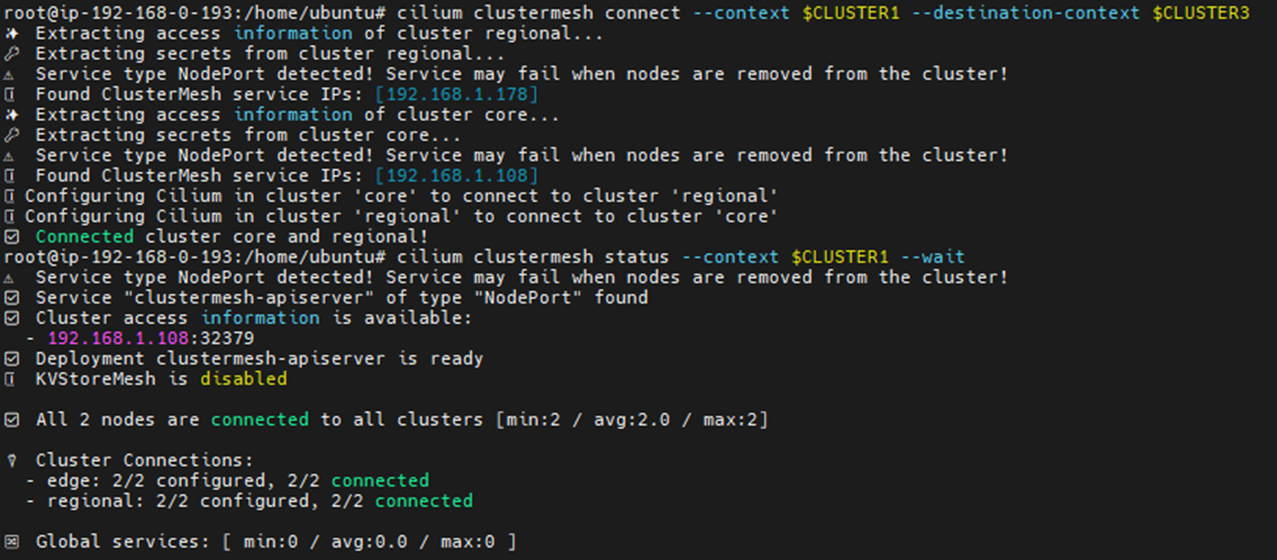 root@ip-192-168-0-193:/home/ubuntu# cilium clustermesh connect --context $CLUSTER1 --destination-context $CLUSTER3
✨ Extracting access information of cluster regional...
🔑 Extracting secrets from cluster regional...
⚠ Service type NodePort detected! Service may fail when nodes are removed from the cluster!
Found ClusterMesh service IPs: [192.168.1.178]
✨ Extracting access information of cluster core...
🔑 Extracting secrets from cluster core...
⚠ Service type NodePort detected! Service may fail when nodes are removed from the cluster!
Found ClusterMesh service IPs: [192.168.1.108]
Configuring Cilium in cluster 'core' to connect to cluster 'regional'
Configuring Cilium in cluster 'regional' to connect to cluster 'core'
☑ Connected cluster core and regional!
root@ip-192-168-0-193:/home/ubuntu# cilium clustermesh status --context $CLUSTER1 --wait
⚠ Service type NodePort detected! Service may fail when nodes are removed from the cluster!
☑ Service "clustermesh-apiserver" of type "NodePort" found
☑ Cluster access information is available:
- 192.168.1.108:32379
☑ Deployment clustermesh-apiserver is ready
KVStoreMesh is disabled
☑ All 2 nodes are connected to all clusters [min:2 / avg:2.0 / max:2]
Cluster Connections:
- edge: 2/2 configured, 2/2 connected
- regional: 2/2 configured, 2/2 connected
Global services: [ min:0 / avg:0.0 / max:0 ]